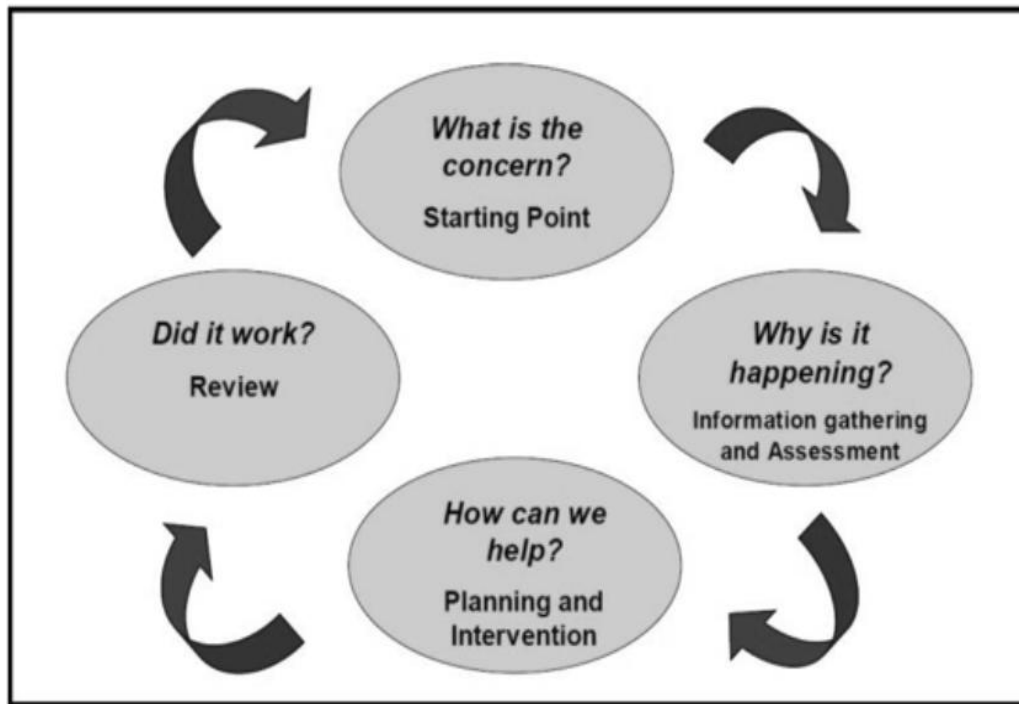 What is the
concern?
Starting Point
Did it work?
Review
Why is it
happening?
Information gathering
and Assessment
How can we
help?
Planning and
Intervention